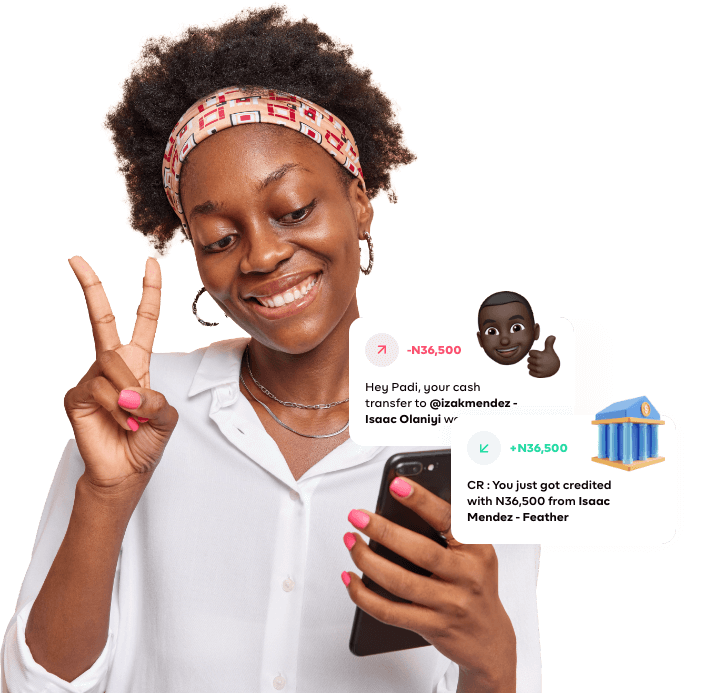 -N36,500
Hey Padi, your cash
transfer to @izakmendez -
Isaac Olaniyi
+N36,500
CR : You just got credited
with N36,500 from Isaac
Mendez - Feather